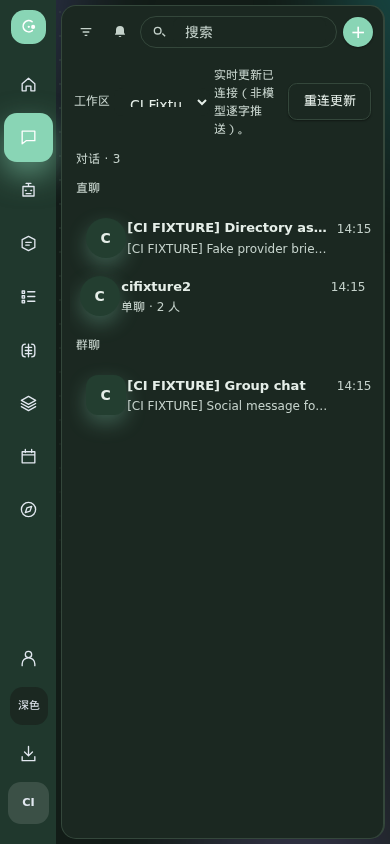 搜索
工作区
CI Fixtu
实时更新已
连接（非模
型逐字推
送）。
重连更新
对话 · 3
直聊
C
[CI FIXTURE] Directory as…
14:15
[CI FIXTURE] Fake provider brie…
C
cifixture2
14:15
单聊 · 2 人
群聊
C
[CI FIXTURE] Group chat
14:15
[CI FIXTURE] Social message fo…
深色
CI